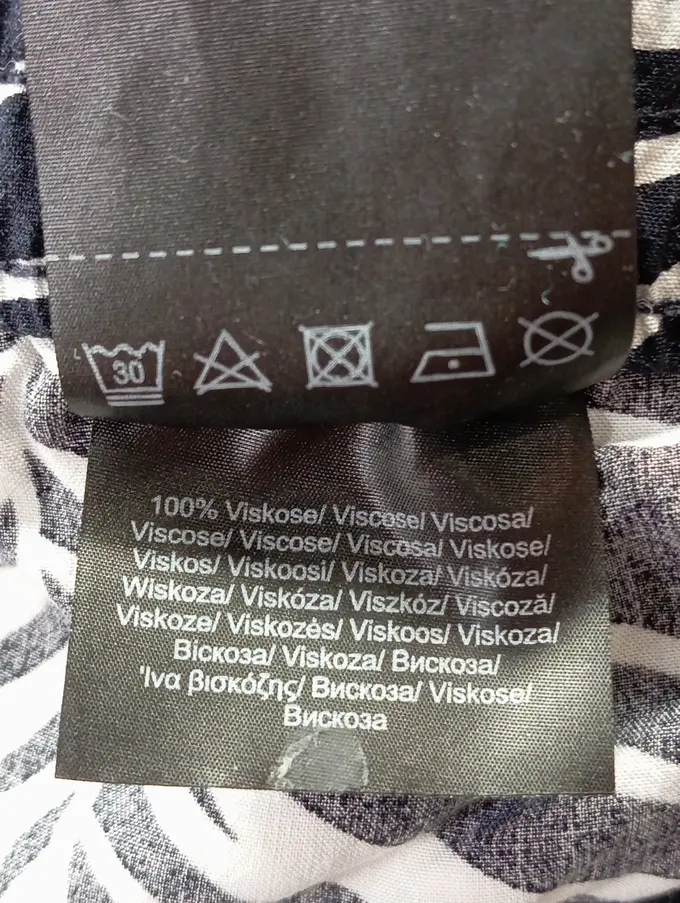 30
100% Viskose/ Viscose/ Viscosa/
Viscose/ Viscose/ Viscosa/ Viskose/
Viskos/ Viskoosi/ Viskoza/ Viskóza/
Wiskoza/ Viskóza/ Viszkóz/ Viscoză/
Viskoze/ Viskozės/ Viskoos/ Viskoza/
Віскоза/ Viskoza/ Вискоза/
'Ινα βισκόζης/ Вискоза/ Viskose/
Вискоза